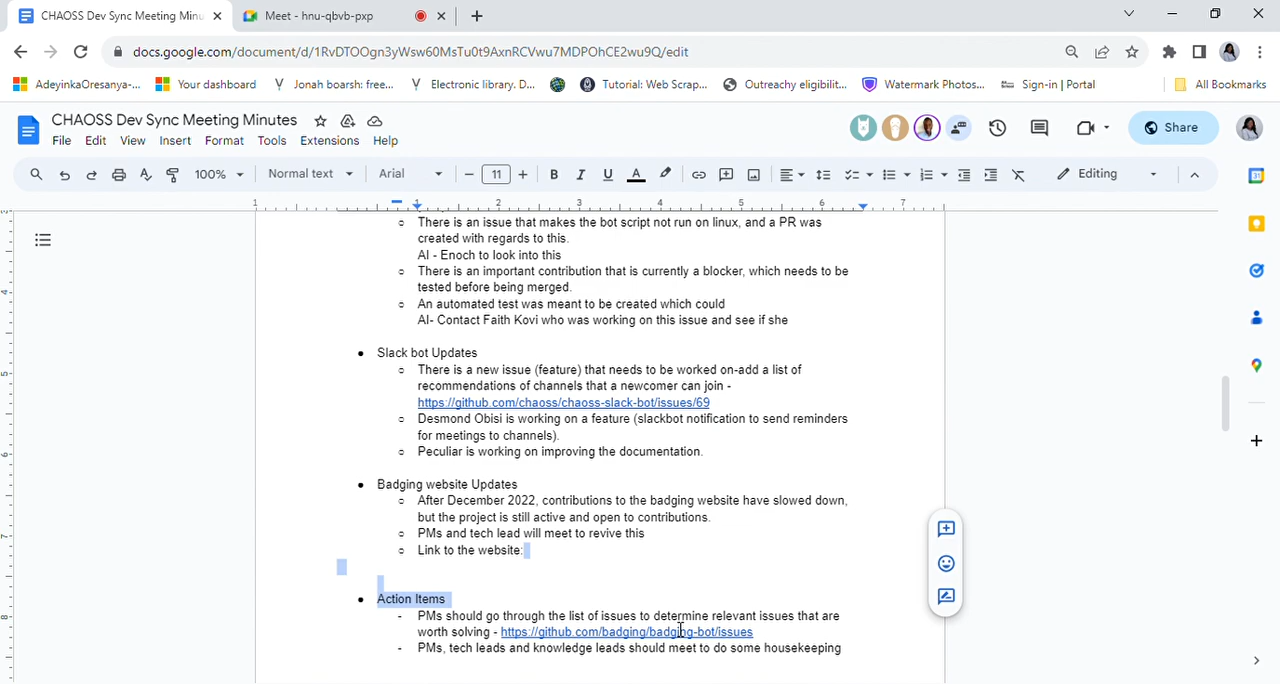 CHAOSS Dev Sync Meeting Minu
Meet - hnu-qbvb-pxp
docs.google.com/document/d/1RvDTOOgn3yWsw60MsTu0t9AxnRCVwu7MDPOhCE2wu9Q/edit
AdeyinkaOresanya-... Your dashboard Jonah boarsh: free... Electronic library. D... Tutorial: Web Scrap... Outreachy eligibilit... Watermark Photos... Sign-in | Portal All Bookmarks
CHAOSS Dev Sync Meeting Minutes
Share
File Edit View Insert Format Tools Extensions Help
100% Normal text Arial 11 B I U A Editing
1 1 2 3 4 5 6 7
There is an issue that makes the bot script not run on linux, and a PR was
created with regards to this.
AI - Enoch to look into this
There is an important contribution that is currently a blocker, which needs to be
tested before being merged.
An automated test was meant to be created which could
AI- Contact Faith Kovi who was working on this issue and see if she
Slack bot Updates
There is a new issue (feature) that needs to be worked on-add a list of
recommendations of channels that a newcomer can join -
https://github.com/chaoss/chaoss-slack-bot/issues/69
Desmond Obisi is working on a feature (slackbot notification to send reminders
for meetings to channels).
Peculiar is working on improving the documentation.
Badging website Updates
After December 2022, contributions to the badging website have slowed down,
but the project is still active and open to contributions.
PMs and tech lead will meet to revive this
Link to the website:
Action Items
- PMs should go through the list of issues to determine relevant issues that are
worth solving - https://github.com/badging/badging-bot/issues
- PMs, tech leads and knowledge leads should meet to do some housekeeping